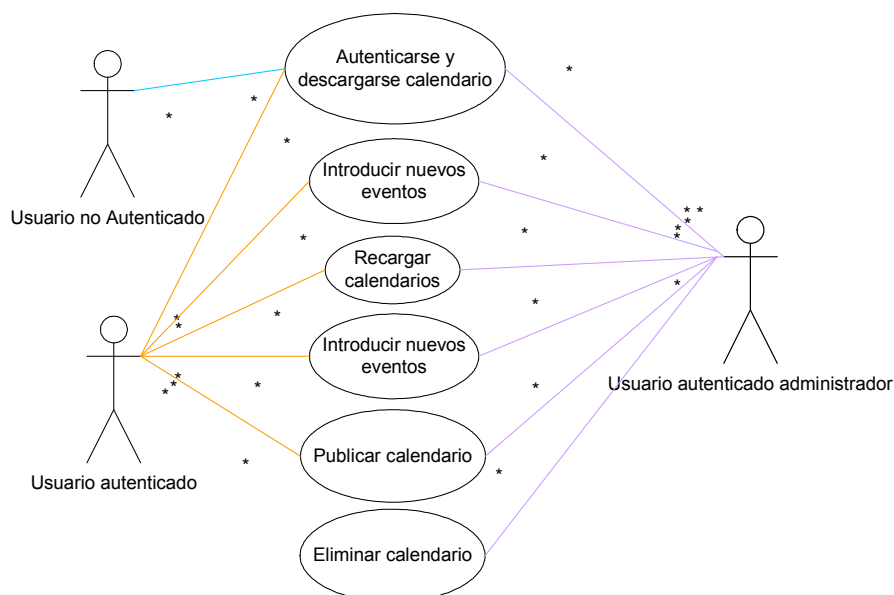 Autenticarse y
descargarse calendario
*
*
*
Usuario no Autenticado
*
*
Introducir nuevos
eventos
* *
*
*
*
*
*
Recargar
calendarios
*
*
*
*
*
*
Introducir nuevos
eventos
Usuario autenticado administrador
*
*
*
*
*
Usuario autenticado
Publicar calendario
*
*
Eliminar calendario